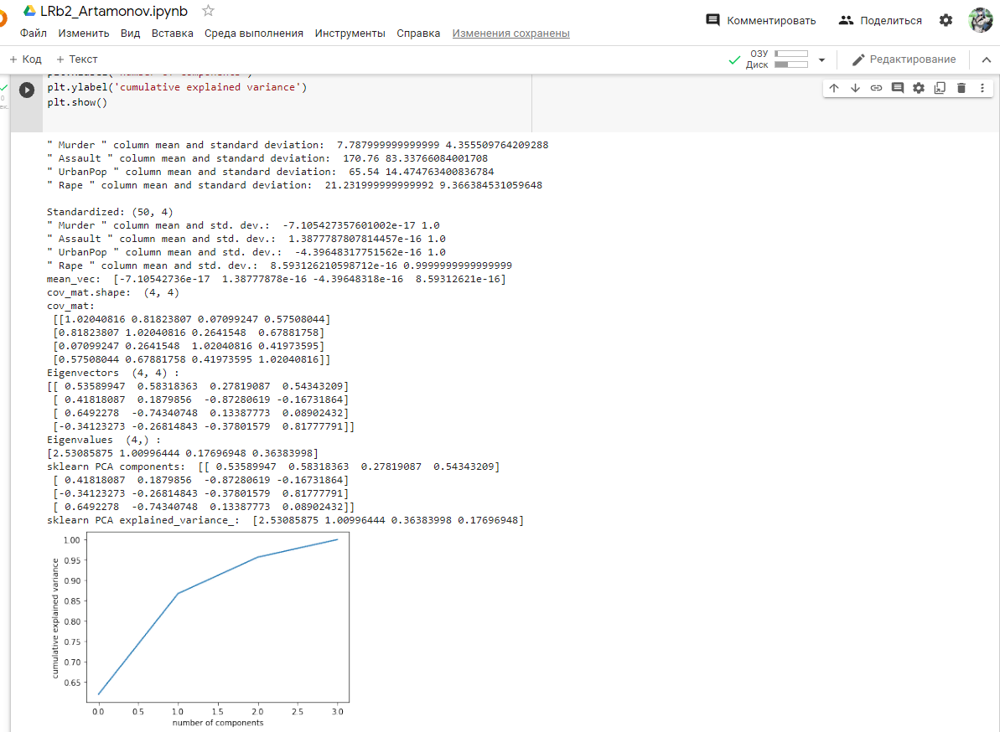 LRb2_Artamonov.ipynb
Комментировать
Поделиться
Файл Изменить Вид Вставка Среда выполнения Инструменты Справка Изменения сохранены
+ Код + Текст
ОЗУ
Диск
Редактирование
plt.ylabel('cumulative explained variance')
plt.show()
" Murder " column mean and standard deviation:  7.787999999999999 4.355509764209288
" Assault " column mean and standard deviation:  170.76 83.33766084001708
" UrbanPop " column mean and standard deviation:  65.54 14.474763400836784
" Rape " column mean and standard deviation:  21.231999999999992 9.366384531059648
Standardized: (50, 4)
" Murder " column mean and std. dev.:  -7.105427357601002e-17 1.0
" Assault " column mean and std. dev.:  1.3877787807814457e-16 1.0
" UrbanPop " column mean and std. dev.:  -4.39648317751562e-16 1.0
" Rape " column mean and std. dev.:  8.593126210598712e-16 0.9999999999999999
mean_vec:  [-7.10542736e-17  1.38777878e-16 -4.39648318e-16  8.59312621e-16]
cov_mat.shape:  (4, 4)
cov_mat:
[[1.02040816 0.81823807 0.07099247 0.57508044]
[0.81823807 1.02040816 0.2641548  0.67881758]
[0.07099247 0.2641548  1.02040816 0.41973595]
[0.57508044 0.67881758 0.41973595 1.02040816]]
Eigenvectors  (4, 4) :
[[ 0.53589947  0.58318363  0.27819087  0.54343209]
[ 0.41818087  0.1879856  -0.87280619 -0.16731864]
[ 0.6492278  -0.74340748  0.13387773  0.08902432]
[-0.34123273 -0.26814843 -0.37801579  0.81777791]]
Eigenvalues  (4,) :
[2.53085875 1.00996444 0.17696948 0.36383998]
sklearn PCA components:  [[ 0.53589947  0.58318363  0.27819087  0.54343209]
[ 0.41818087  0.1879856  -0.87280619 -0.16731864]
[-0.34123273 -0.26814843 -0.37801579  0.81777791]
[ 0.6492278  -0.74340748  0.13387773  0.08902432]]
sklearn PCA explained_variance_:  [2.53085875 1.00996444 0.36383998 0.17696948]
1.00
0.95
0.90
0.85
0.80
0.75
0.70
0.65
cumulative explained variance
0.0 0.5 1.0 1.5 2.0 2.5 3.0
number of components